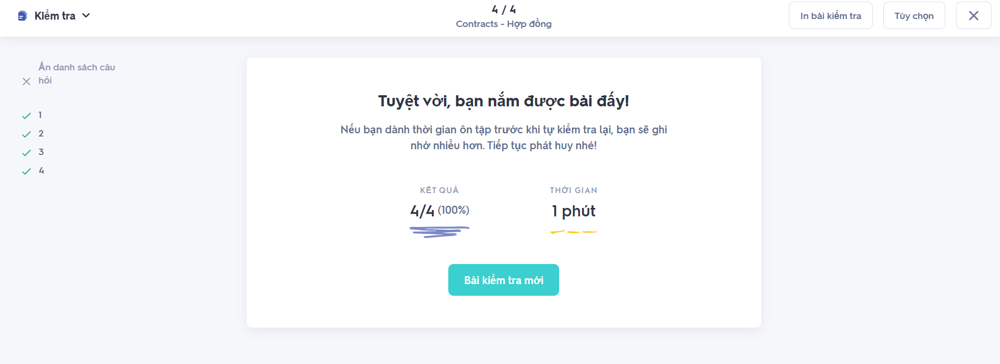 Kiểm tra
4 / 4
Contracts - Hợp đồng
In bài kiểm tra
Tùy chọn
Ẩn danh sách câu
hỏi
1
2
3
4
Tuyệt vời, bạn nắm được bài đấy!
Nếu bạn dành thời gian ôn tập trước khi tự kiểm tra lại, bạn sẽ ghi
nhớ nhiều hơn. Tiếp tục phát huy nhé!
KẾT QUẢ
4/4 (100%)
THỜI GIAN
1 phút
Bài kiểm tra mới